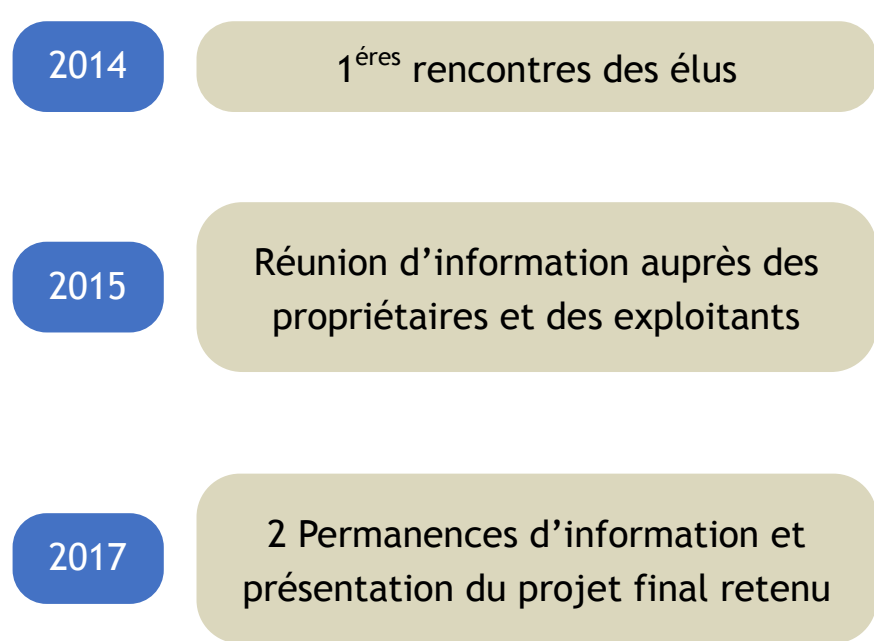 2014
1éres rencontres des élus
2015
Réunion d’information auprès des
propriétaires et des exploitants
2017
2 Permanences d’information et
présentation du projet final retenu